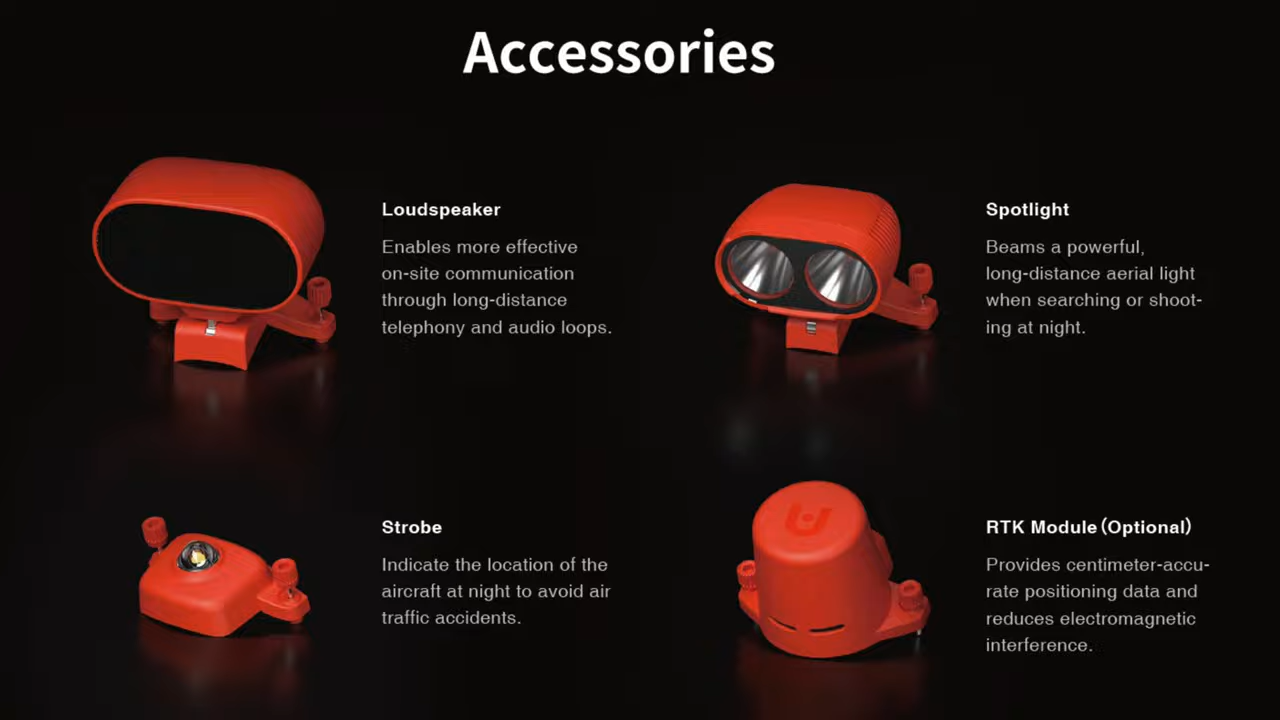 Accessories
Loudspeaker
Enables more effective
on-site communication
through long-distance
telephony and audio loops.
Spotlight
Beams a powerful,
long-distance aerial light
when searching or shoot-
ing at night.
Strobe
Indicate the location of the
aircraft at night to avoid air
traffic accidents.
RTK Module (Optional)
Provides centimeter-accu-
rate positioning data and
reduces electromagnetic
interference.